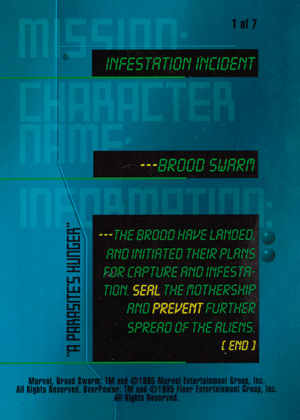 1 of 7
MISSION:
INFESTATION INCIDENT
CHARACTER
NAME:
---BROOD SWARM
INFORMATION:
"A PARASITE'S HUNGER"
---THE BROOD HAVE LANDED,
AND INITIATED THEIR PLANS
FOR CAPTURE AND INFESTA-
TION. SEAL THE MOTHERSHIP
AND PREVENT FURTHER
SPREAD OF THE ALIENS.
[END]
Marvel, Brood Swarm: TM and ©1995 Marvel Entertainment Group, Inc.
All Rights Reserved. OverPower: TM and ©1995 Fleer Entertainment Group, Inc.
All Rights Reserved.